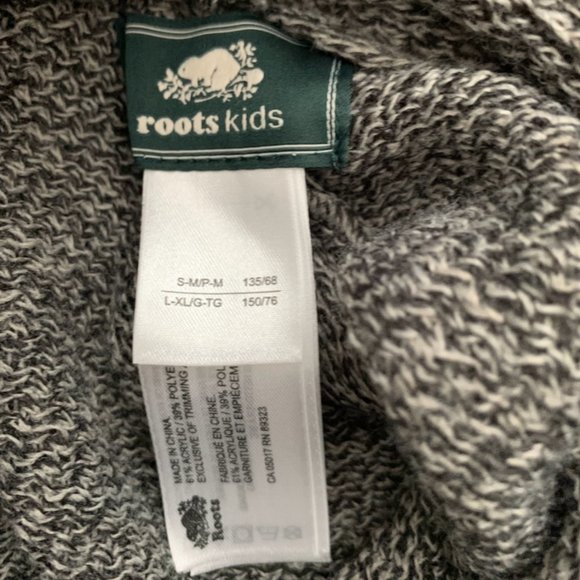 roots kids
S-M/P-M 135/68
L-XL/G-TG 150/76
MADE IN CHINA
61% ACRYLIC / 39% POLYE
EXCLUSIVE OF TRIMMING
FABRIQUÉ EN CHINE
61% ACRYLIQUE / 39% POL
GARNITURE ET EMPIÈCEM
CA 05017 RN 89323
Roots